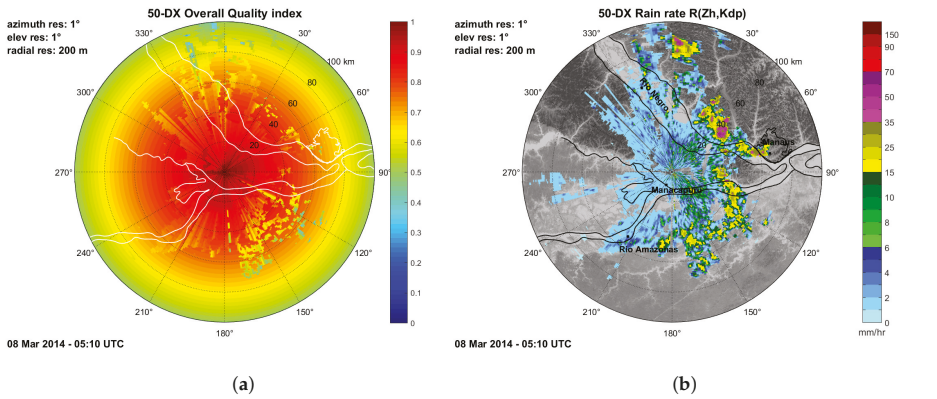 50-DX Overall Quality index
azimuth res: 1°
elev res: 1°
radial res: 200 m
30°
330°
100 km
80
60
40
20
300°
270°
90°
240°
120°
210°
150°
180°
1
0.9
0.8
0.7
0.6
0.5
0.4
0.3
0.2
0.1
0
08 Mar 2014 - 05:10 UTC
(a)
50-DX Rain rate R(Zh,Kdp)
azimuth res: 1°
elev res: 1°
radial res: 200 m
30°
330°
100 km
80
60
40
20
300°
Rio Negro
Manaus
270°
90°
Manacapuru
Rio Amazonas
240°
120°
210°
150°
180°
150
90
70
50
35
25
15
10
8
6
4
2
0
mm/hr
08 Mar 2014 - 05:10 UTC
(b)